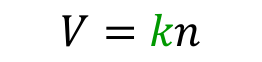 V = kn